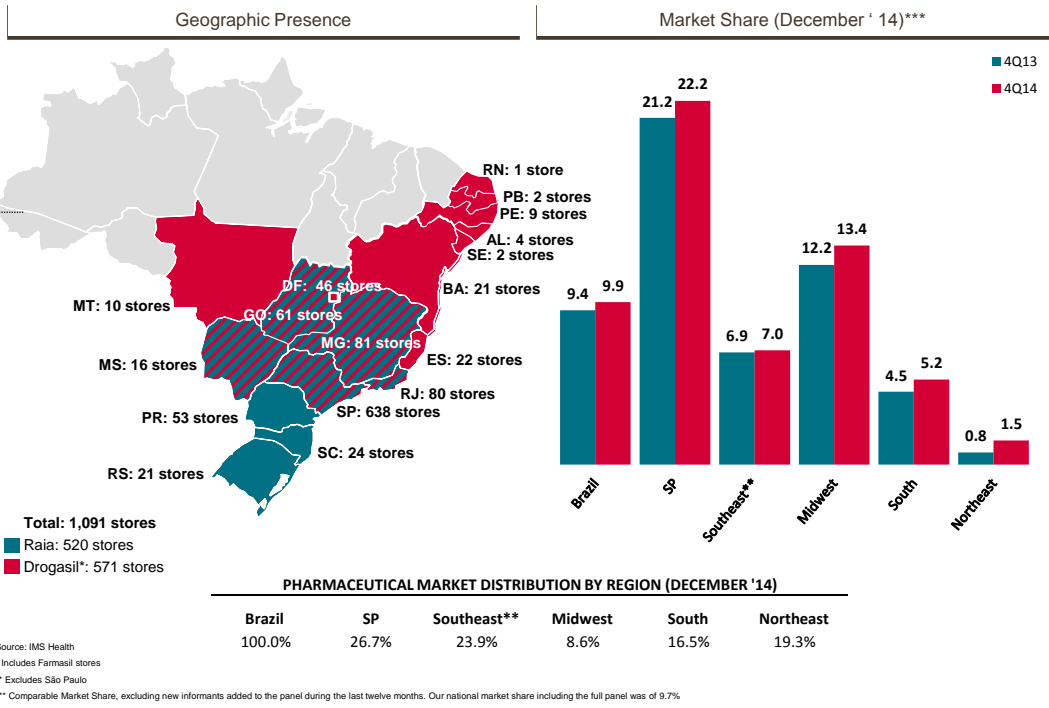 Geographic Presence
Market Share (December ‘ 14)***
4Q13
4Q14
22.2
21.2
13.4
12.2
9.4
9.9
6.9
7.0
4.5
5.2
0.8
1.5
Brazil
SP
Southeast**
Midwest
South
Northeast
RN: 1 store
PB: 2 stores
PE: 9 stores
AL: 4 stores
SE: 2 stores
DF: 46 stores
BA: 21 stores
MT: 10 stores
GO: 61 stores
MG: 81 stores
ES: 22 stores
MS: 16 stores
RJ: 80 stores
SP: 638 stores
PR: 53 stores
SC: 24 stores
RS: 21 stores
Total: 1,091 stores
Raia: 520 stores
Drogasil*: 571 stores
PHARMACEUTICAL MARKET DISTRIBUTION BY REGION (DECEMBER '14)
Brazil SP Southeast** Midwest South Northeast
100.0% 26.7% 23.9% 8.6% 16.5% 19.3%
Source: IMS Health
Includes Farmasil stores
* Excludes São Paulo
** Comparable Market Share, excluding new informants added to the panel during the last twelve months. Our national market share including the full panel was of 9.7%